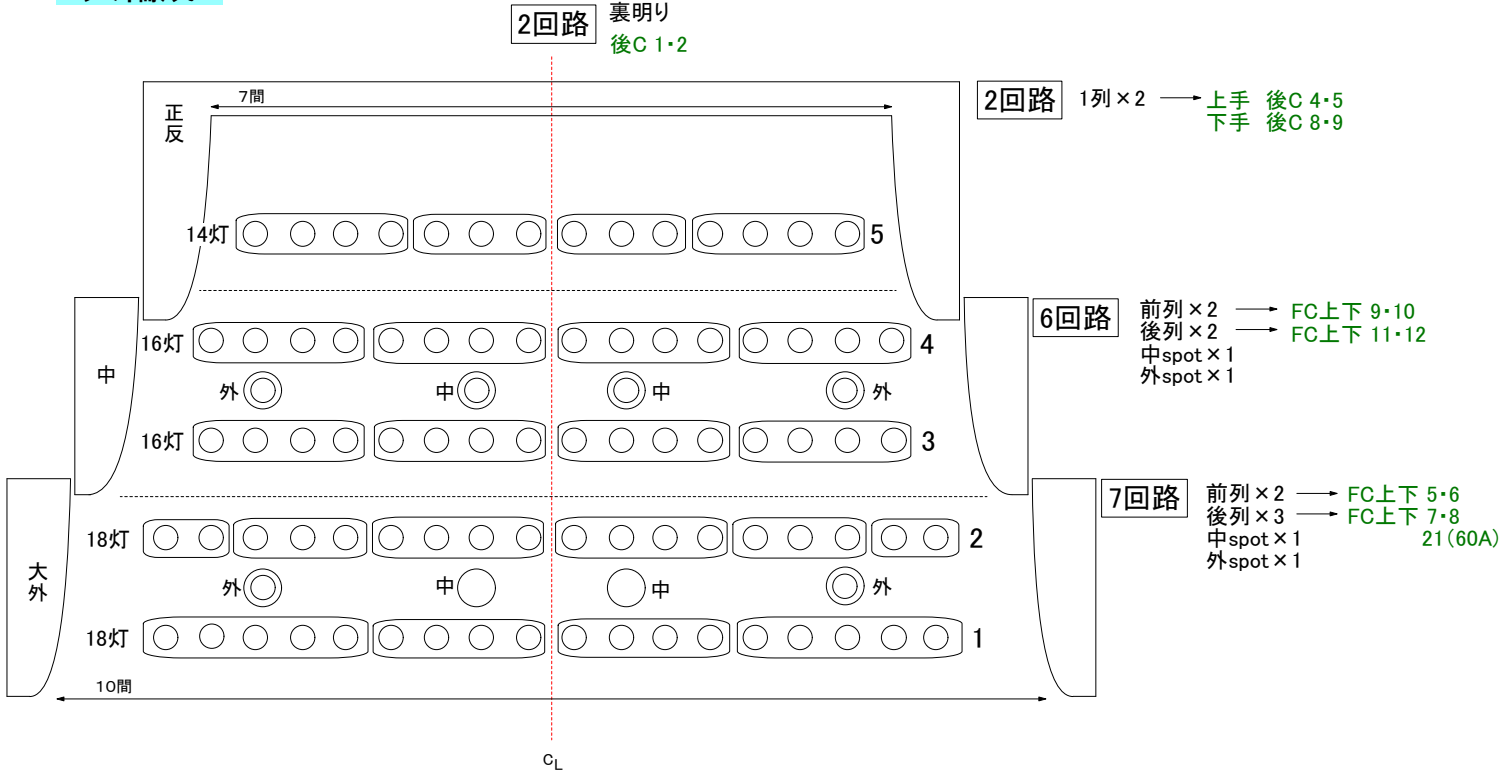 2回路 裏明り
後C 1・2
正反
7間
2回路 1列×2 → 上手 後C 4・5
下手 後C 8・9
14灯 5
16灯 4
中
外 中 中 外
16灯 3
6回路
前列×2 → FC上下 9・10
後列×2 → FC上下 11・12
中spot×1
外spot×1
18灯 2
大外
外 中 中 外
18灯 1
7回路
前列×2 → FC上下 5・6
後列×3 → FC上下 7・8
中spot×1 21(60A)
外spot×1
10間
CL